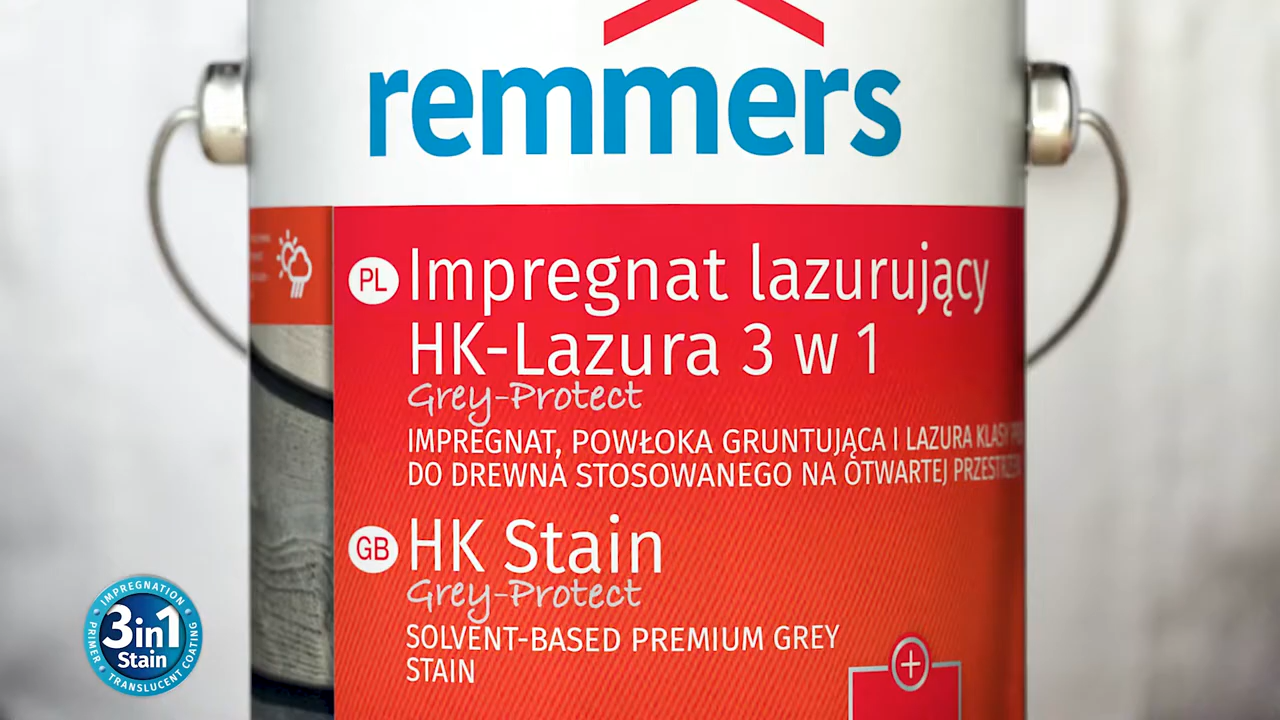 remmers
PL Impregnat lazurujący
HK-Lazura 3 w 1
Grey-Protect
IMPREGNAT, POWŁOKA GRUNTUJĄCA I LAZURA
DO DREWNA STOSOWANEGO NA OTWARTEJ
GB HK Stain
Grey-Protect
SOLVENT-BASED PREMIUM GREY
STAIN
IMPREGNATION
PRIMER
TRANSLUCENT COATING
3in1
Stain